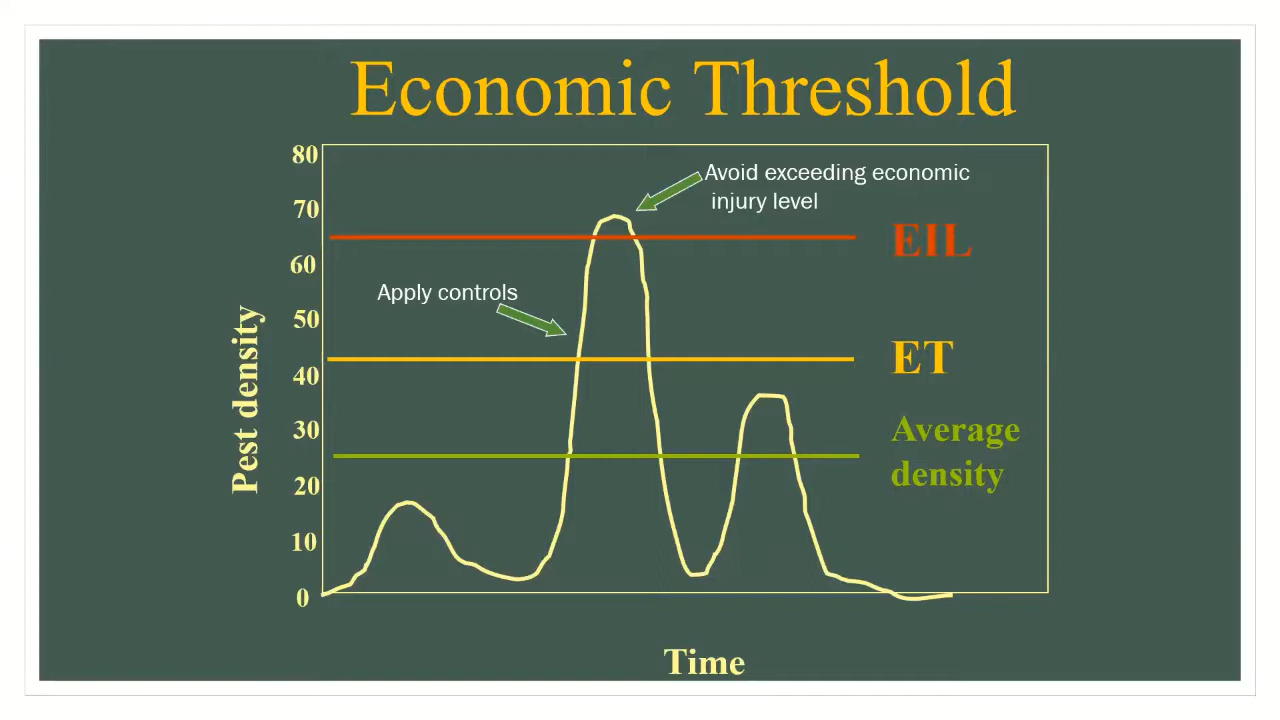 Economic Threshold
80
Avoid exceeding economic
injury level
70
EIL
60
Apply controls
50
ET
40
Average
density
30
20
10
0
Pest density
Time